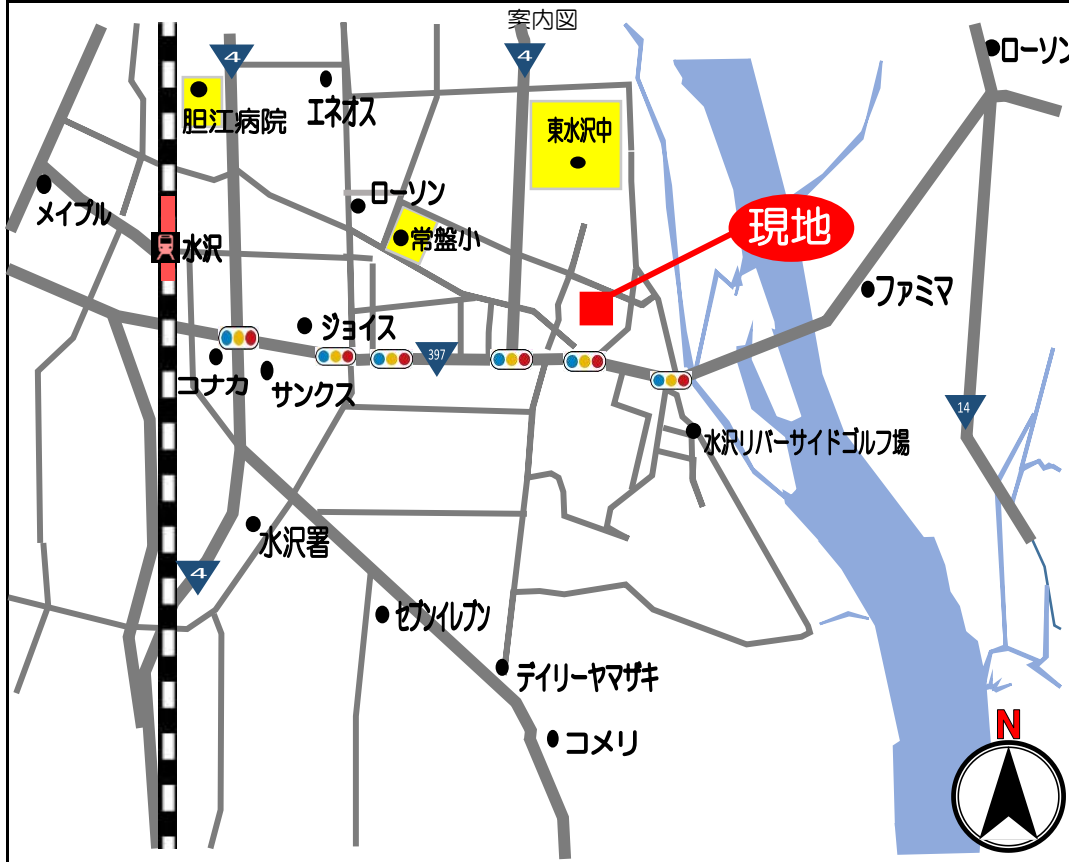 案内図
ローソン
4
4
胆江病院
エネオス
東水沢中
メイプル
ローソン
常盤小
現地
水沢
ファミマ
ジョイス
397
コナカ
サンクス
14
水沢リバーサイドゴルフ場
水沢署
4
セブンイレブン
デイリーヤマザキ
コメリ
N